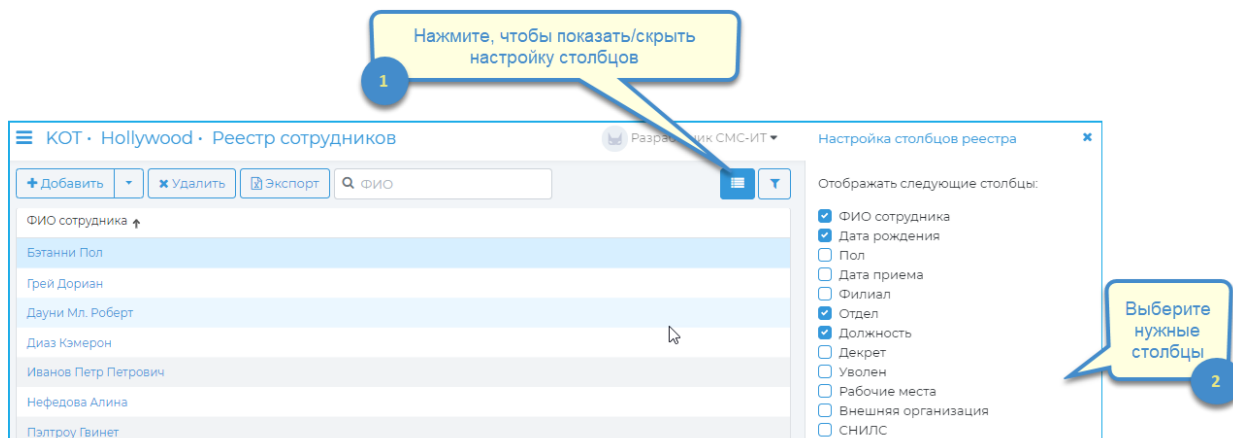 Нажмите, чтобы показать/скрыть
настройку столбцов
1
КОТ · Hollywood · Реестр сотрудников
СМС-ИТ
Настройка столбцов реестра
Добавить
Удалить
Экспорт
ФИО
Отображать следующие столбцы:
ФИО сотрудника
Бэтанни Пол
Грей Дориан
Дауни Мл. Роберт
Диаз Кэмерон
Иванов Петр Петрович
Нефедова Алина
Пэлтроу Гвинет
ФИО сотрудника
Дата рождения
Пол
Дата приема
Филиал
Отдел
Должность
Декрет
Уволен
Рабочие места
Внешняя организация
СНИЛС
Выберите
нужные
столбцы
2